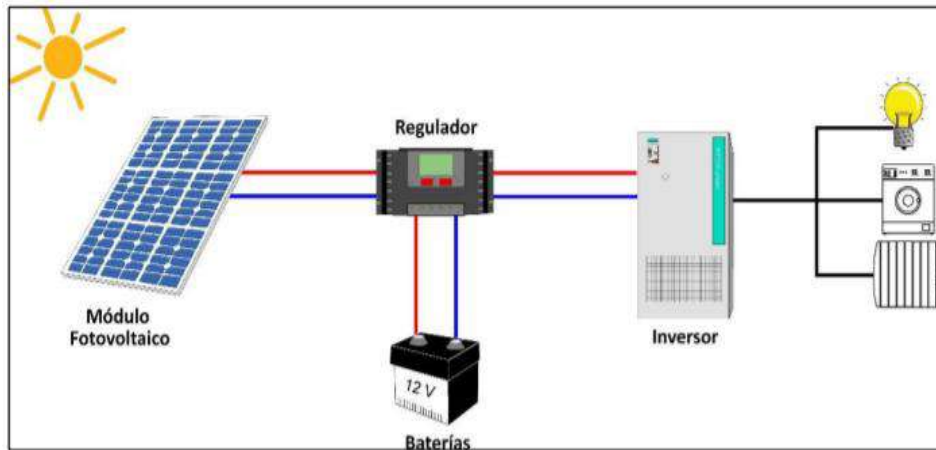 Regulador
Módulo
Fotovoltaico
Inversor
12 V
Baterías